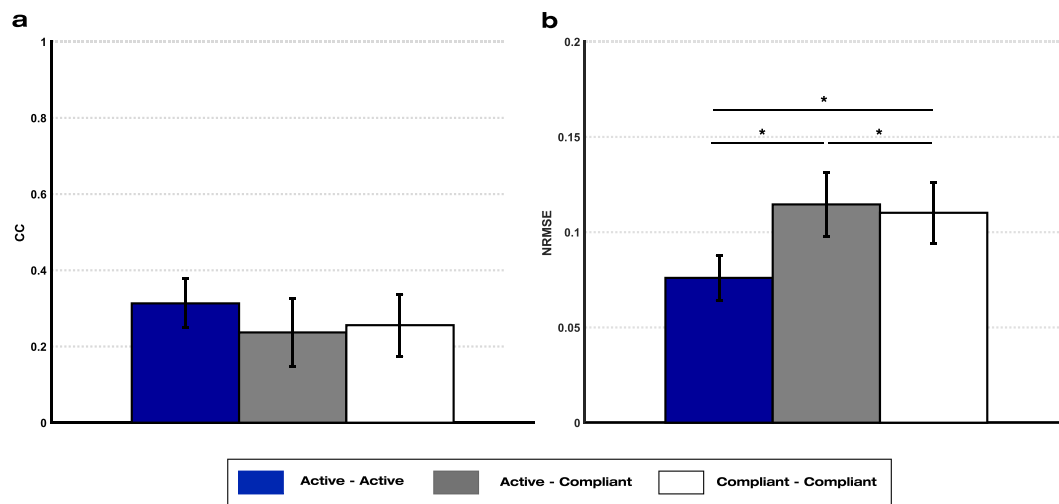 a
1
0.8
0.6
0.4
0.2
0
CC
b
0.2
0.15
0.1
0.05
0
NRMSE
*
* *
Active - Active Active - Compliant Compliant - Compliant